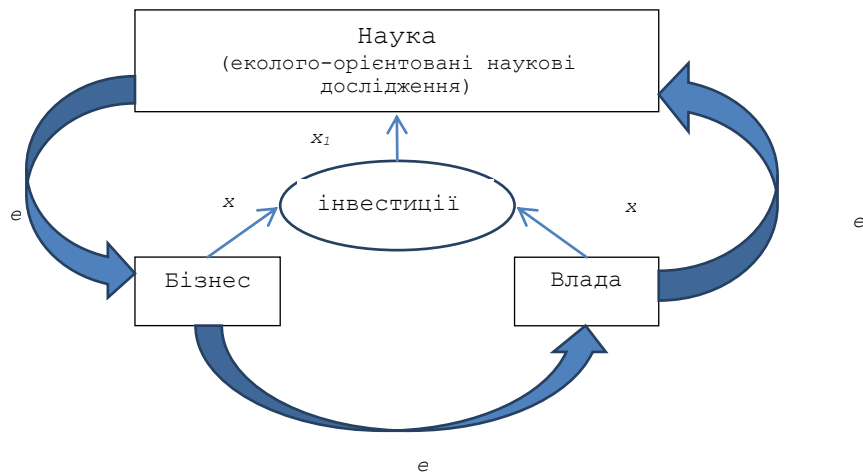 Наука
(еколого-орієнтовані наукові
дослідження)
x₁
інвестиції
x
x
e
e
Бізнес
Влада
e